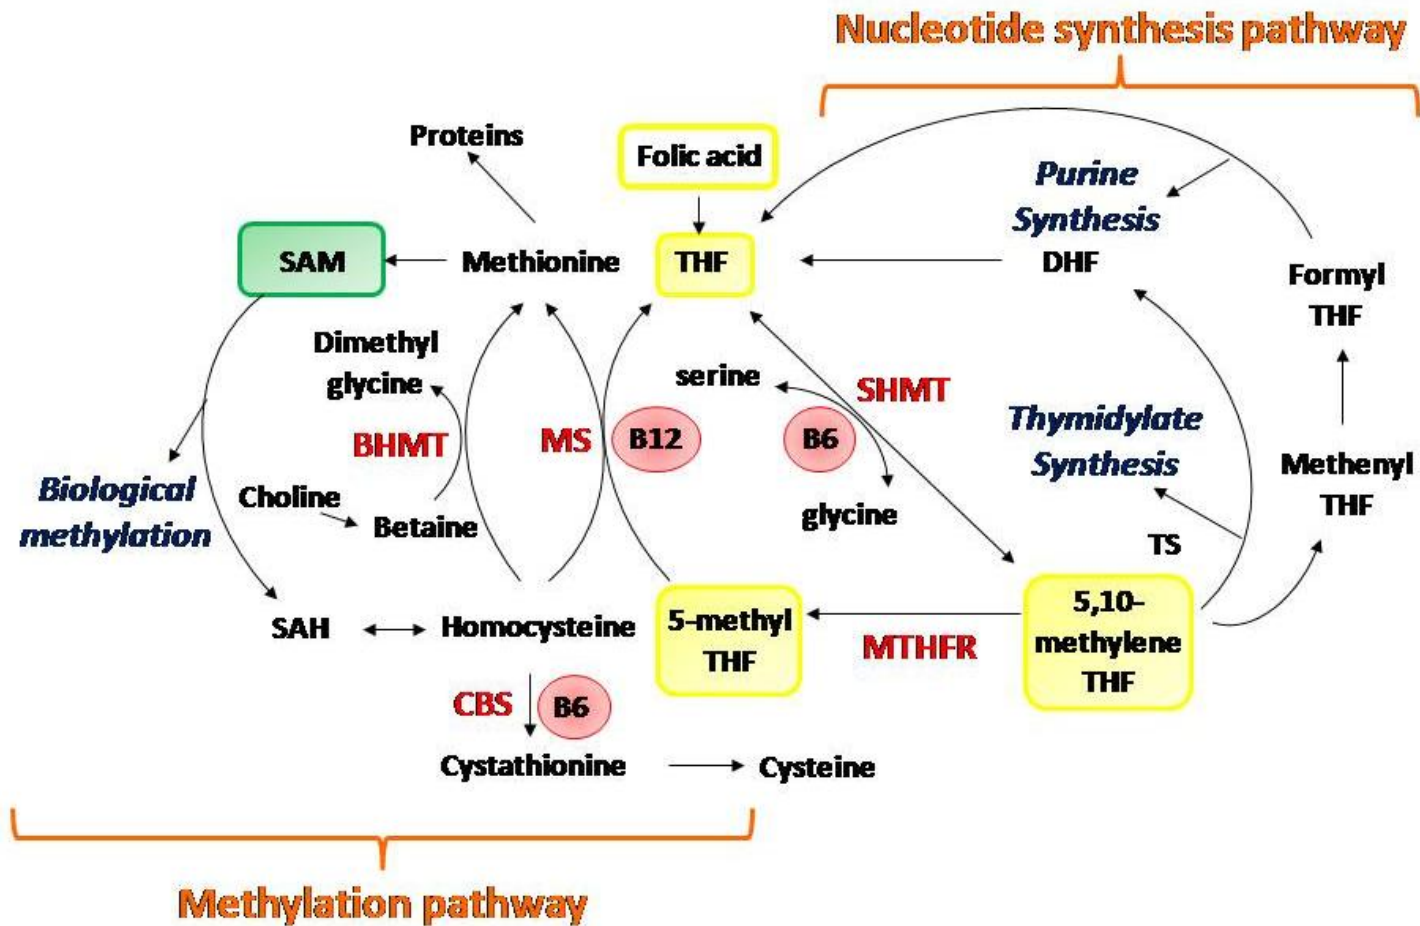 Nucleotide synthesis pathway
Proteins
Folic acid
Purine
Synthesis
SAM
Methionine
THF
DHF
Formyl
THF
Dimethyl
glycine
serine
SHMT
BHMT
MS
B12
B6
Thymidylate
Synthesis
Methenyl
THF
Biological
methylation
Choline
Betaine
glycine
TS
SAH
Homocysteine
5-methyl
THF
MTHFR
5,10-
methylene
THF
CBS
B6
Cystathionine
Cysteine
Methylation pathway